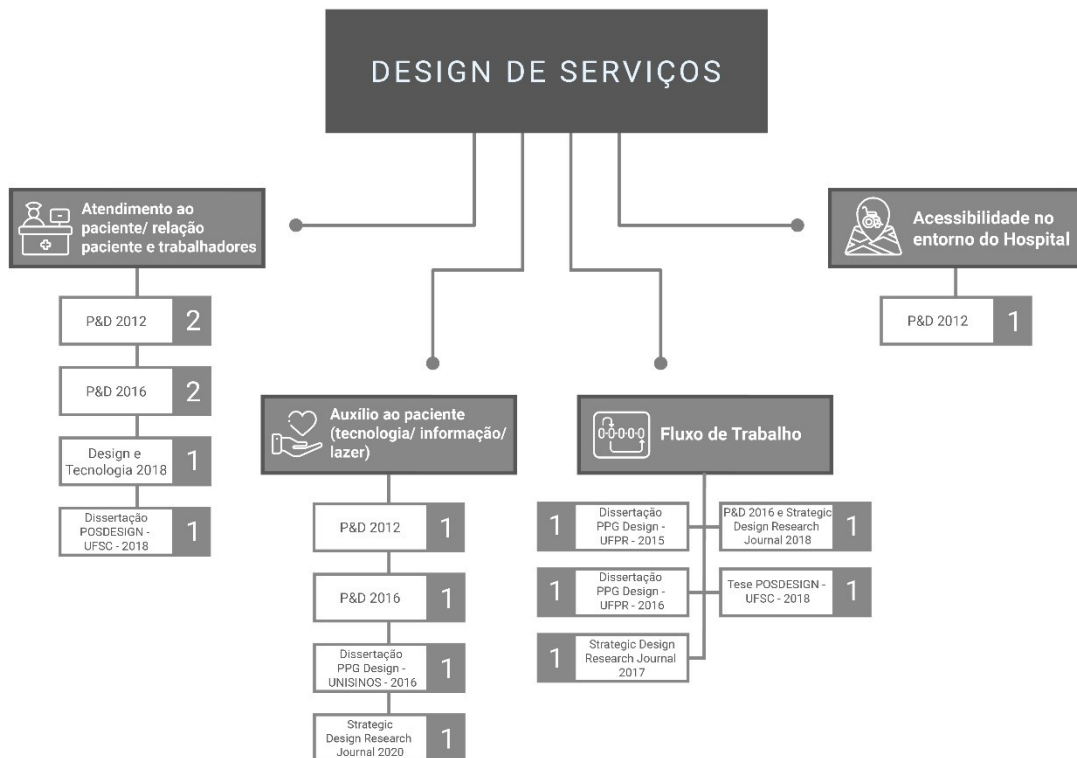 DESIGN DE SERVIÇOS
Atendimento ao
paciente/ relação
paciente e trabalhadores
P&D 2012
2
P&D 2016
2
Design e
Tecnologia 2018
1
Dissertação
POSDESIGN -
UFSC - 2018
1
Auxílio ao paciente
(tecnologia/ informação/
lazer)
P&D 2012
1
P&D 2016
1
Dissertação
PPG Design -
UNISINOS - 2016
1
Strategic
Design Research
Journal 2020
1
Fluxo de Trabalho
1
Dissertação
PPG Design -
UFPR - 2015
P&D 2016 e Strategic
Design Research
Journal 2018
1
1
Dissertação
PPG Design -
UFPR - 2016
Tese POSDESIGN -
UFSC - 2018
1
1
Strategic Design
Research Journal
2017
Acessibilidade no
entorno do Hospital
P&D 2012
1